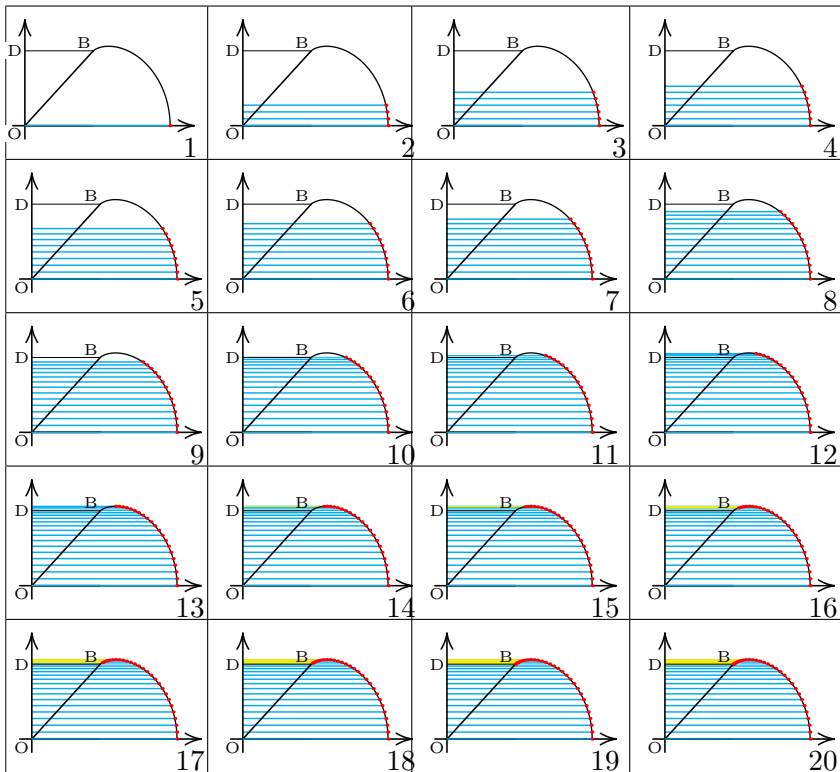 D B O 1
D B O 2
D B O 3
D B O 4
D B O 5
D B O 6
D B O 7
D B O 8
D B O 9
D B O 10
D B O 11
D B O 12
D B O 13
D B O 14
D B O 15
D B O 16
D B O 17
D B O 18
D B O 19
D B O 20